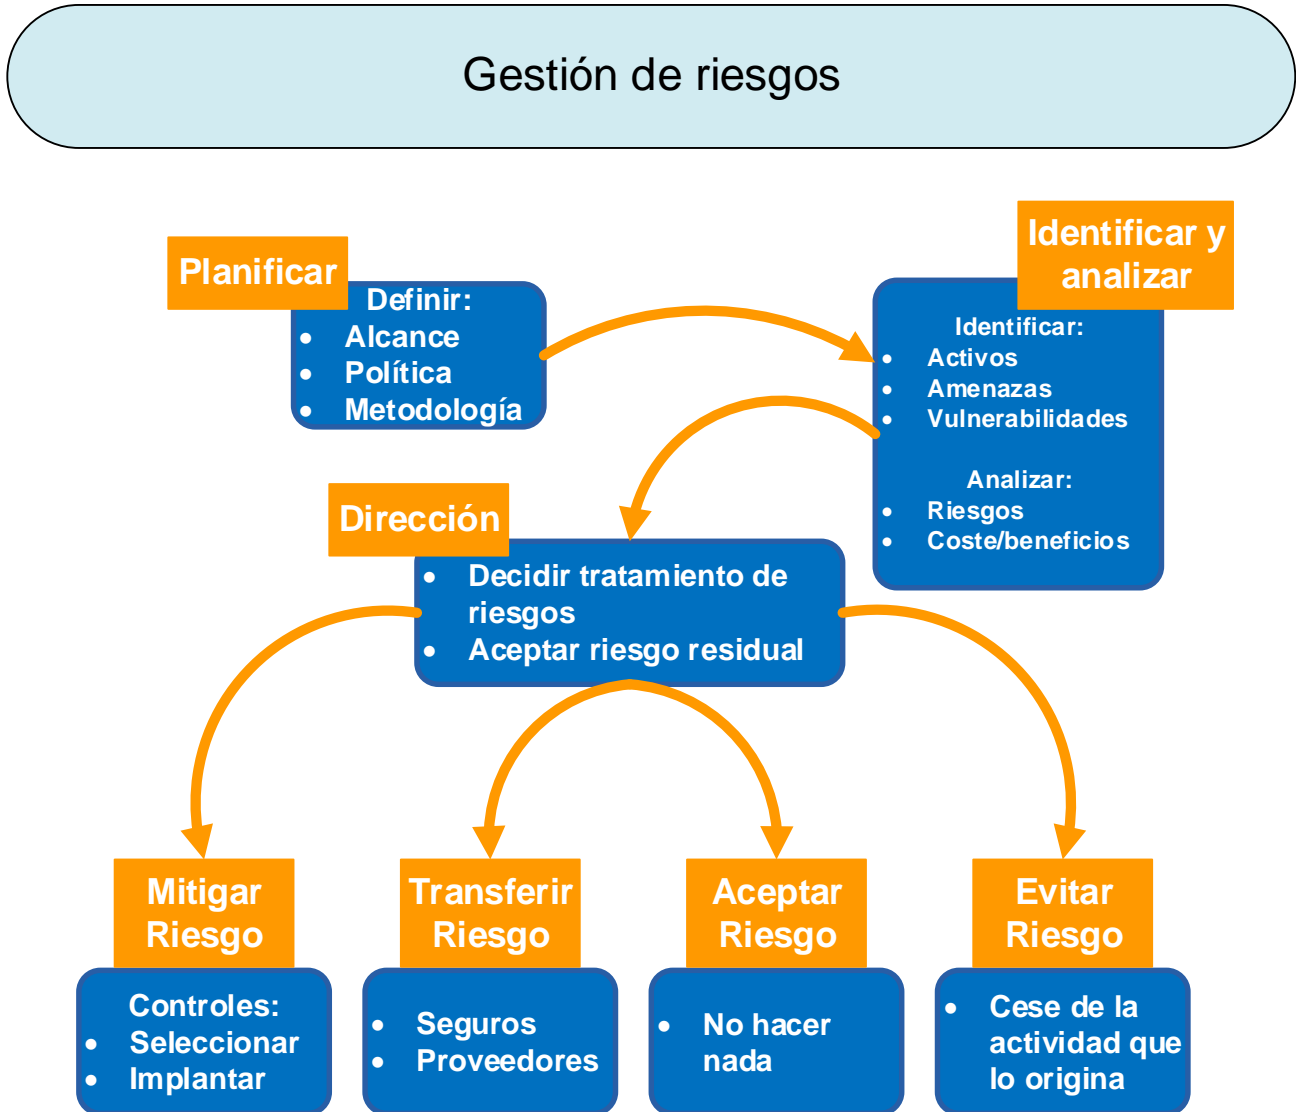 Gestión de riesgos
Planificar
Definir:
• Alcance
• Política
• Metodología
Identificar y
analizar
Identificar:
• Activos
• Amenazas
• Vulnerabilidades
Analizar:
• Riesgos
• Coste/beneficios
Dirección
• Decidir tratamiento de
riesgos
• Aceptar riesgo residual
Mitigar
Riesgo
Controles:
• Seleccionar
• Implantar
Transferir
Riesgo
• Seguros
• Proveedores
Aceptar
Riesgo
• No hacer
nada
Evitar
Riesgo
• Cese de la
actividad que
lo origina